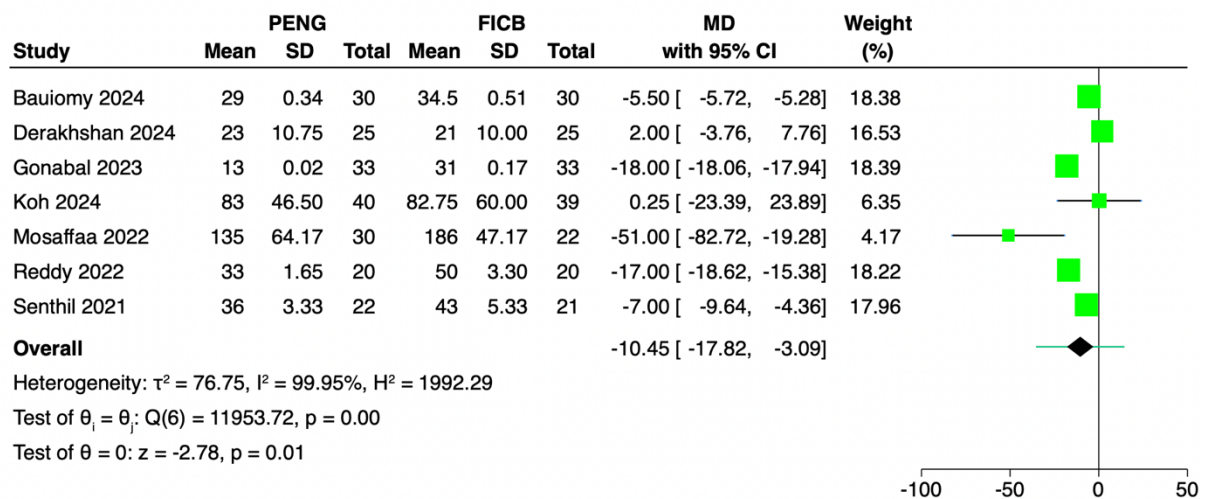 PENG FICB MD Weight
Study Mean SD Total Mean SD Total with 95% CI (%)
Bauiomy 2024 29 0.34 30 34.5 0.51 30 -5.50 [ -5.72, -5.28] 18.38
Derakhshan 2024 23 10.75 25 21 10.00 25 2.00 [ -3.76, 7.76] 16.53
Gonabal 2023 13 0.02 33 31 0.17 33 -18.00 [ -18.06, -17.94] 18.39
Koh 2024 83 46.50 40 82.75 60.00 39 0.25 [ -23.39, 23.89] 6.35
Mosaffaa 2022 135 64.17 30 186 47.17 22 -51.00 [ -82.72, -19.28] 4.17
Reddy 2022 33 1.65 20 50 3.30 20 -17.00 [ -18.62, -15.38] 18.22
Senthil 2021 36 3.33 22 43 5.33 21 -7.00 [ -9.64, -4.36] 17.96
Overall -10.45 [ -17.82, -3.09]
Heterogeneity: τ² = 76.75, I² = 99.95%, H² = 1992.29
Test of θᵢ = θⱼ: Q(6) = 11953.72, p = 0.00
Test of θ = 0: z = -2.78, p = 0.01
-100 -50 0 50